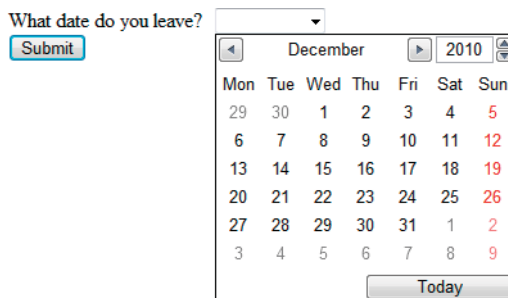 What date do you leave?
Submit
December 2010
Mon Tue Wed Thu Fri Sat Sun
29 30 1 2 3 4 5
6 7 8 9 10 11 12
13 14 15 16 17 18 19
20 21 22 23 24 25 26
27 28 29 30 31 1 2
3 4 5 6 7 8 9
Today